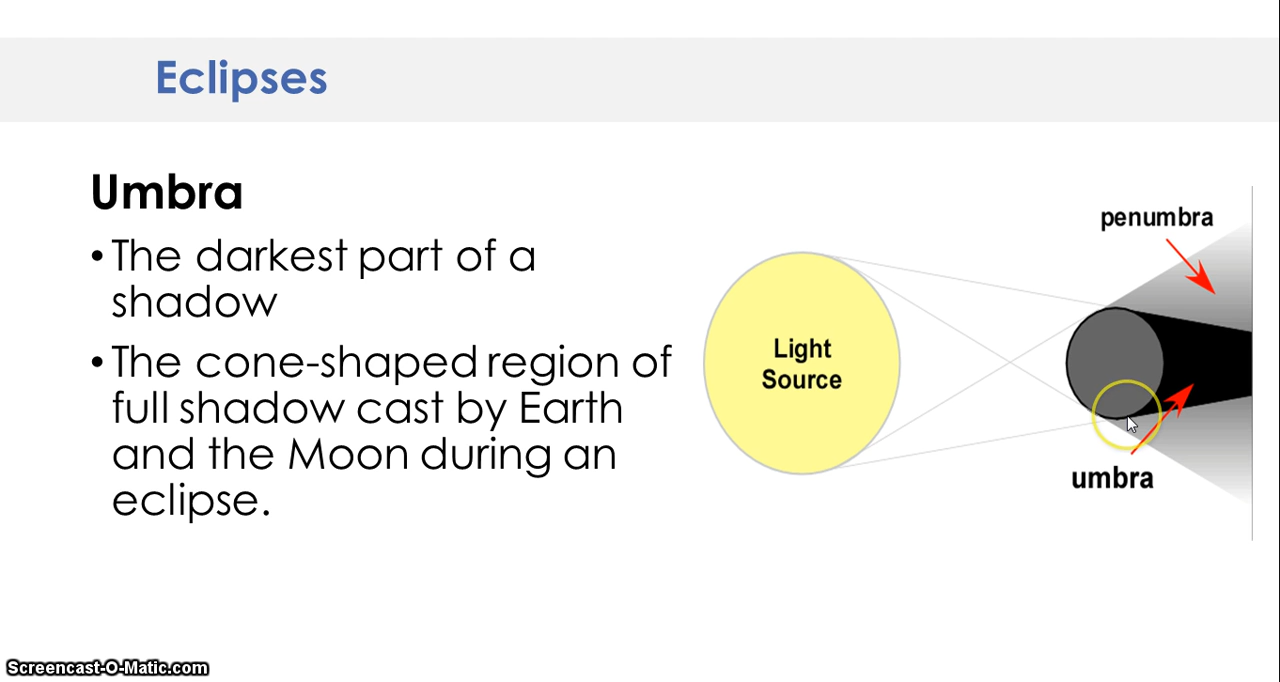 Eclipses
Umbra
• The darkest part of a
shadow
• The cone-shaped region of
full shadow cast by Earth
and the Moon during an
eclipse.
penumbra
Light
Source
umbra
Screencast-O-Matic.com